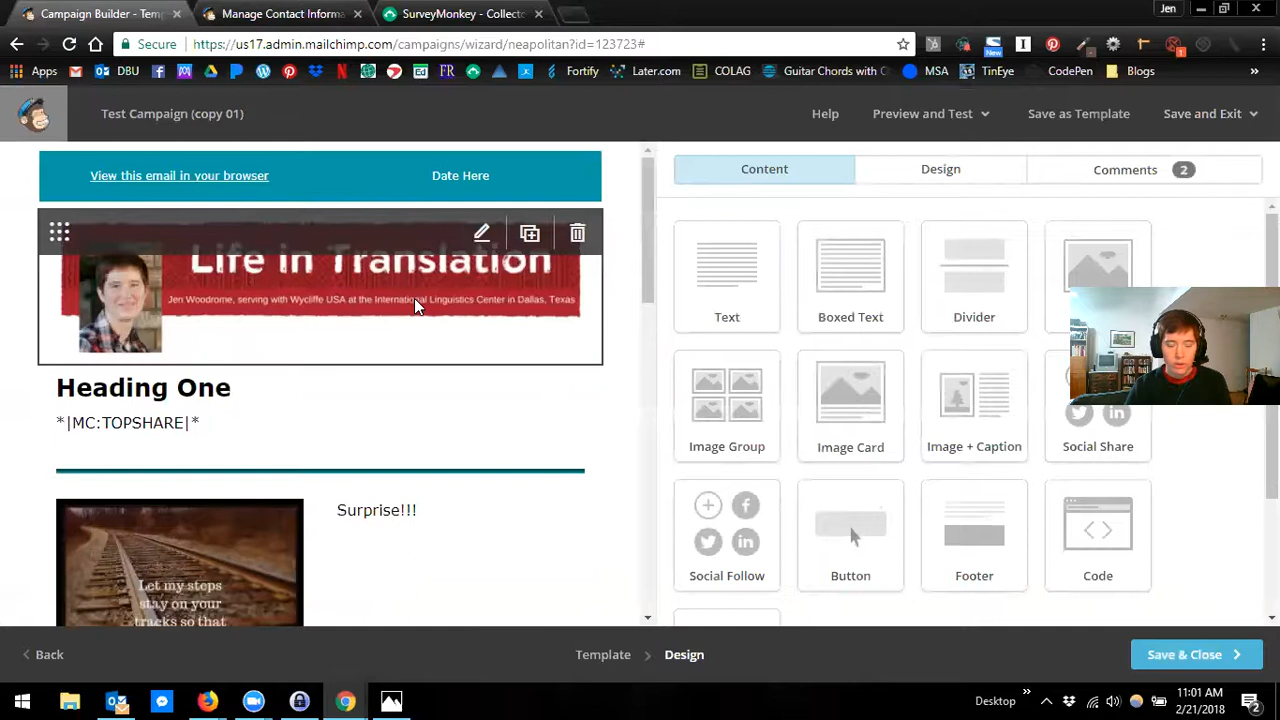 Campaign Builder - Temp
Manage Contact Informa
SurveyMonkey - Collecto
Jen
Secure
https://us17.admin.mailchimp.com/campaigns/wizard/neapolitan?id=123723#
New
1
Apps
DBU
FR
Fortify
Later.com
COLAG
Guitar Chords with C
MSA
TinEye
CodePen
Blogs
Test Campaign (copy 01)
Help
Preview and Test
Save as Template
Save and Exit
View this email in your browser
Date Here
Content
Design
Comments
2
Life in Translation
Jen Woodrome, serving with Wycliffe USA at the International Linguistics Center in Dallas, Texas
Text
Boxed Text
Divider
Heading One
*|MC:TOPSHARE|*
Image Group
Image Card
Image + Caption
Social Share
Surprise!!!
Let my steps
stay on your
tracks so that
Social Follow
Button
Footer
Code
Back
Template
Design
Save & Close
Desktop
11:01 AM
2/21/2018
2